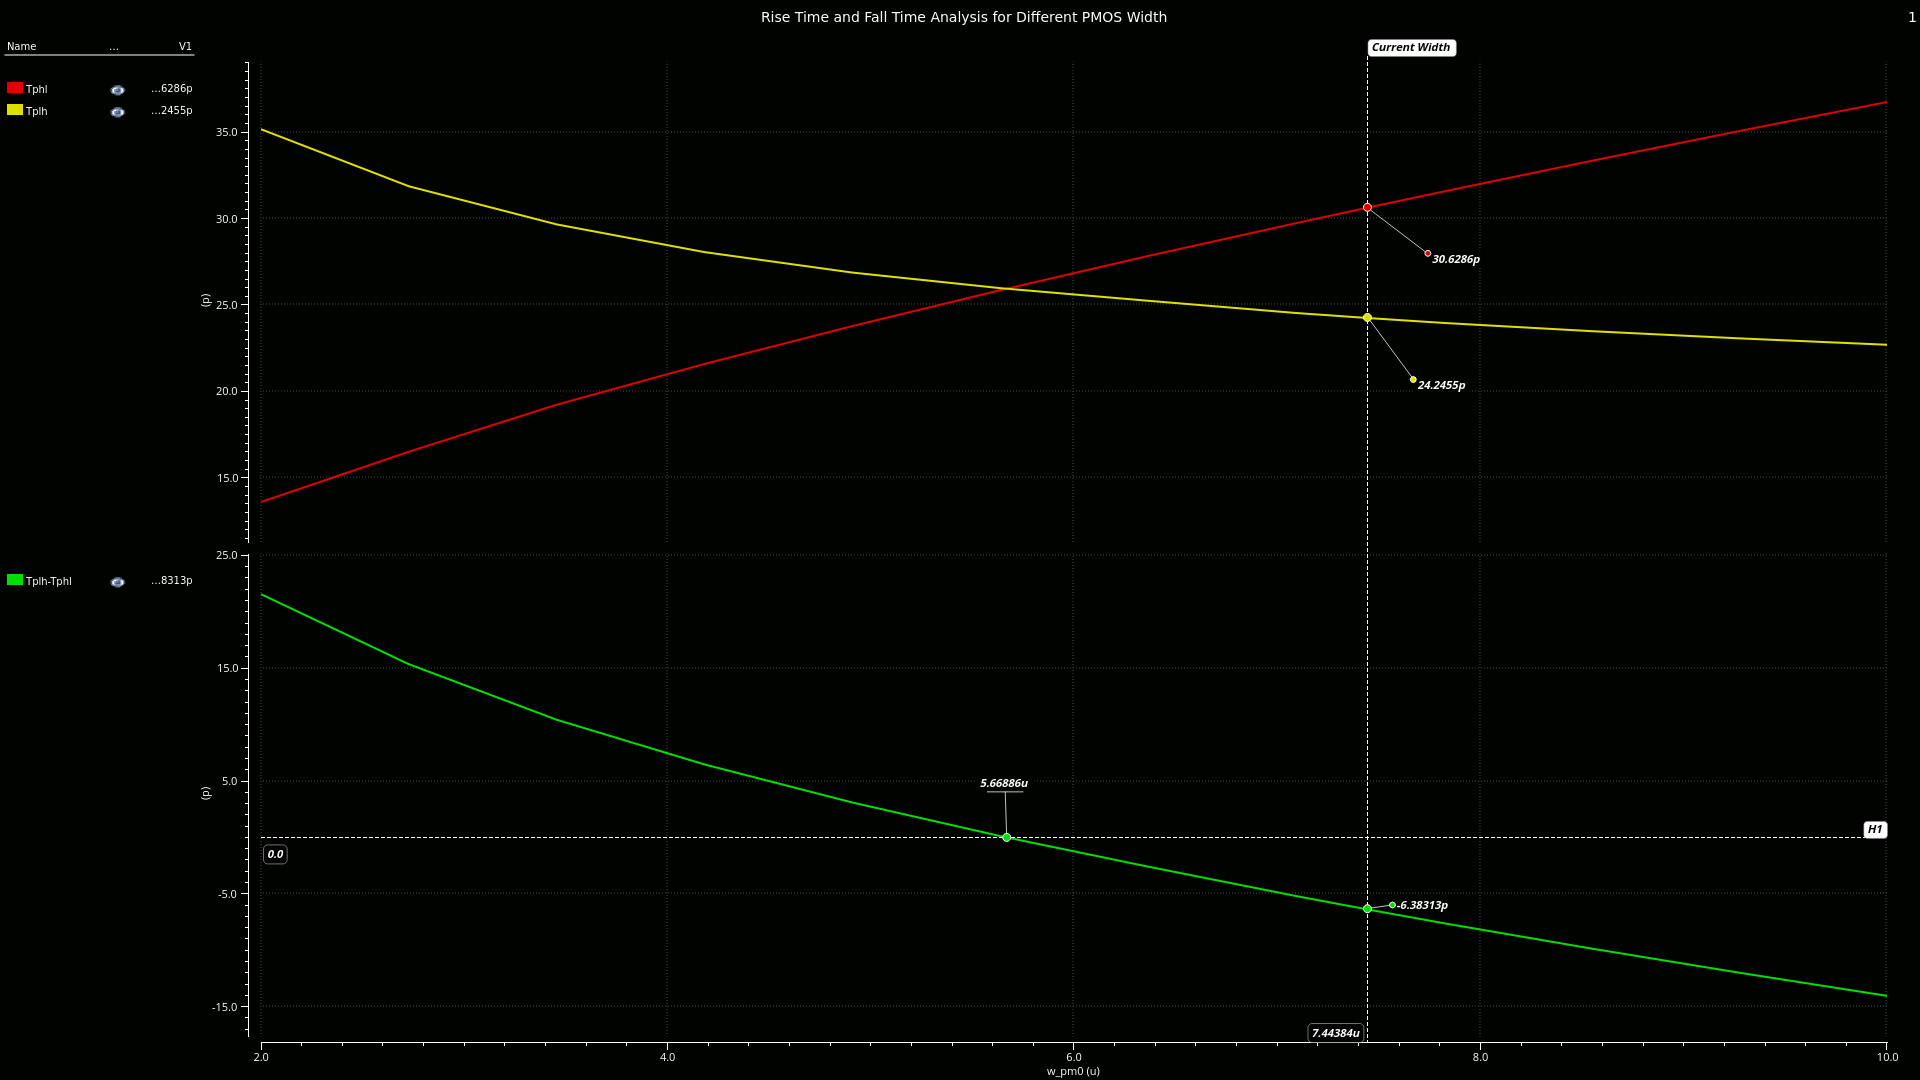 Rise Time and Fall Time Analysis for Different PMOS Width
1
Name ... V1
Current Width
Tphl ...6286p
Tplh ...2455p
35.0
30.0
25.0
20.0
15.0
(p)
30.6286p
24.2455p
Tplh-Tphl ...8313p
25.0
15.0
5.0
-5.0
-15.0
(p)
5.66886u
H1
0.0
-6.38313p
7.44384u
2.0 4.0 6.0 8.0 10.0
w_pm0 (u)